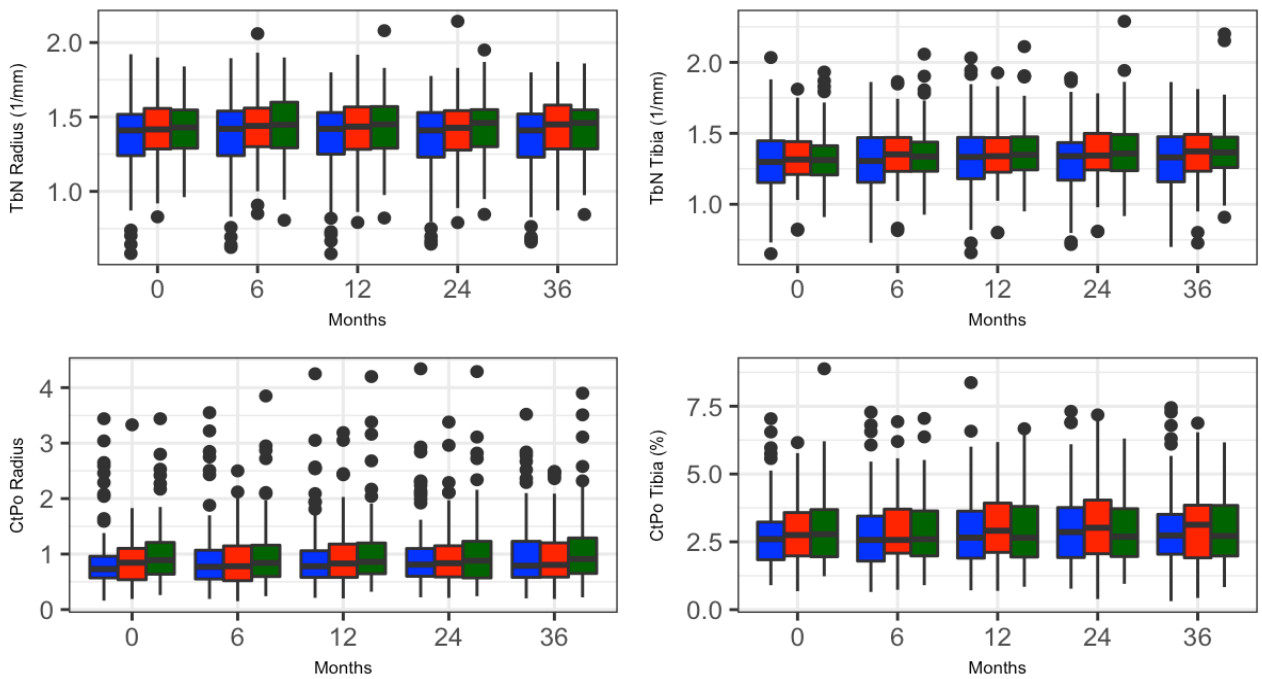 TbN Radius (1/mm)
2.0
1.5
1.0
0 6 12 24 36
Months
TbN Tibia (1/mm)
2.0
1.5
1.0
0 6 12 24 36
Months
CtPo Radius
4
3
2
1
0
0 6 12 24 36
Months
CtPo Tibia (%)
7.5
5.0
2.5
0.0
0 6 12 24 36
Months